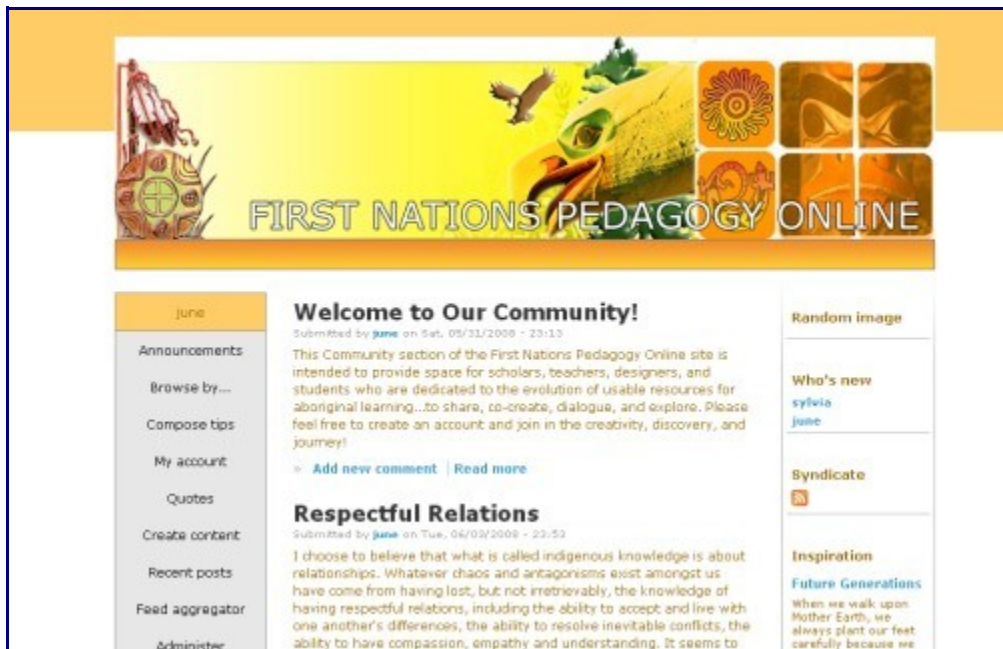 FIRST NATIONS PEDAGOGY ONLINE
june
Announcements
Browse by...
Compose tips
My account
Quotes
Create content
Recent posts
Feed aggregator
Administer
Welcome to Our Community!
Submitted by june on Sat, 05/31/2008 - 23:13
This Community section of the First Nations Pedagogy Online site is
intended to provide space for scholars, teachers, designers, and
students who are dedicated to the evolution of usable resources for
aboriginal learning...to share, co-create, dialogue, and explore. Please
feel free to create an account and join in the creativity, discovery, and
journey!
» Add new comment | Read more
Respectful Relations
Submitted by june on Tue, 06/03/2008 - 23:53
I choose to believe that what is called indigenous knowledge is about
relationships. Whatever chaos and antagonisms exist amongst us
have come from having lost, but not irretrievably, the knowledge of
having respectful relations, including the ability to accept and live with
one another's differences, the ability to resolve inevitable conflicts, the
ability to have compassion, empathy and understanding. It seems to
Random image
Who's new
sylvia
june
Syndicate
Inspiration
Future Generations
When we walk upon
Mother Earth, we
always plant our feet
carefully because we